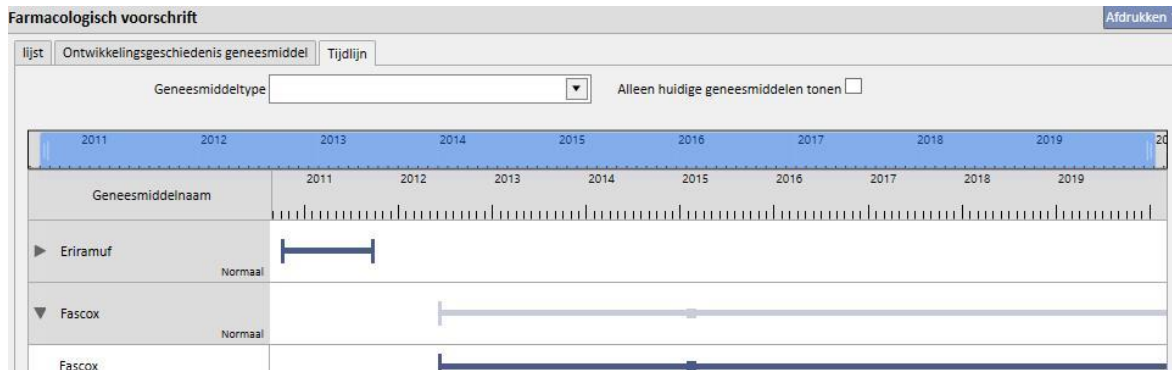 Farmacologisch voorschrift Afdrukken
lijst Ontwikkelingsgeschiedenis geneesmiddel Tijdlijn
Geneesmiddeltype Alleen huidige geneesmiddelen tonen
2011 2012 2013 2014 2015 2016 2017 2018 2019 20
Geneesmiddelnaam 2011 2012 2013 2014 2015 2016 2017 2018 2019
Eriramuf
Normaal
Fascox
Normaal
Fascox